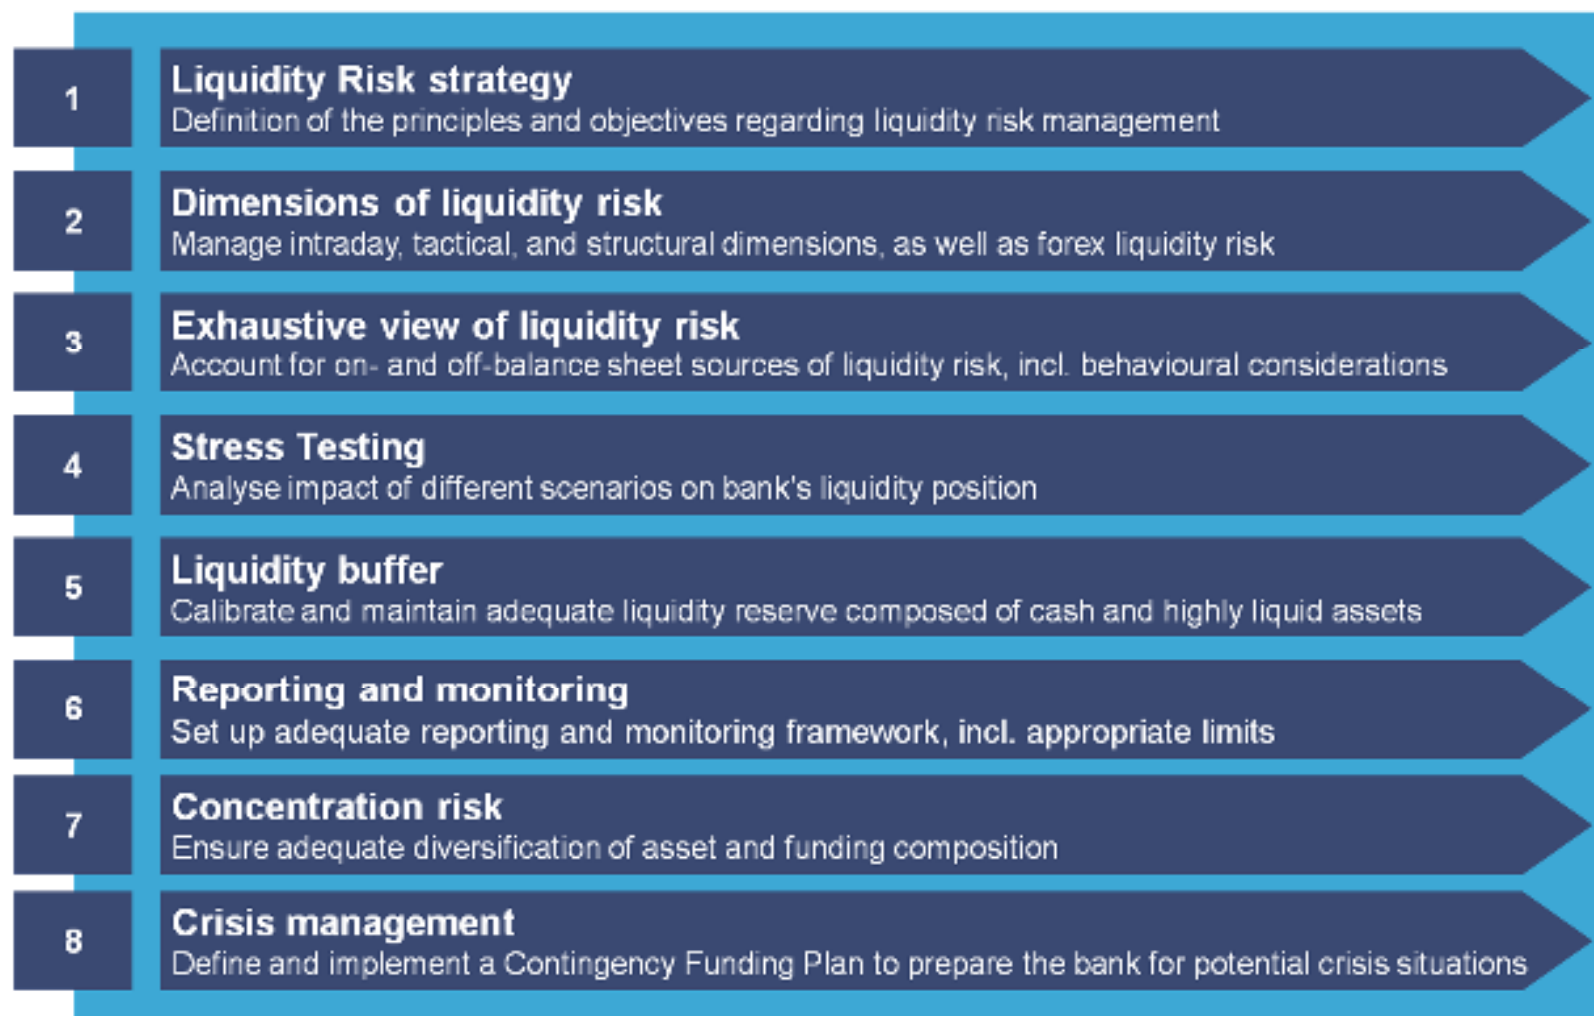 1
Liquidity Risk strategy
Definition of the principles and objectives regarding liquidity risk management
2
Dimensions of liquidity risk
Manage intraday, tactical, and structural dimensions, as well as forex liquidity risk
3
Exhaustive view of liquidity risk
Account for on- and off-balance sheet sources of liquidity risk, incl. behavioural considerations
4
Stress Testing
Analyse impact of different scenarios on bank's liquidity position
5
Liquidity buffer
Calibrate and maintain adequate liquidity reserve composed of cash and highly liquid assets
6
Reporting and monitoring
Set up adequate reporting and monitoring framework, incl. appropriate limits
7
Concentration risk
Ensure adequate diversification of asset and funding composition
8
Crisis management
Define and implement a Contingency Funding Plan to prepare the bank for potential crisis situations